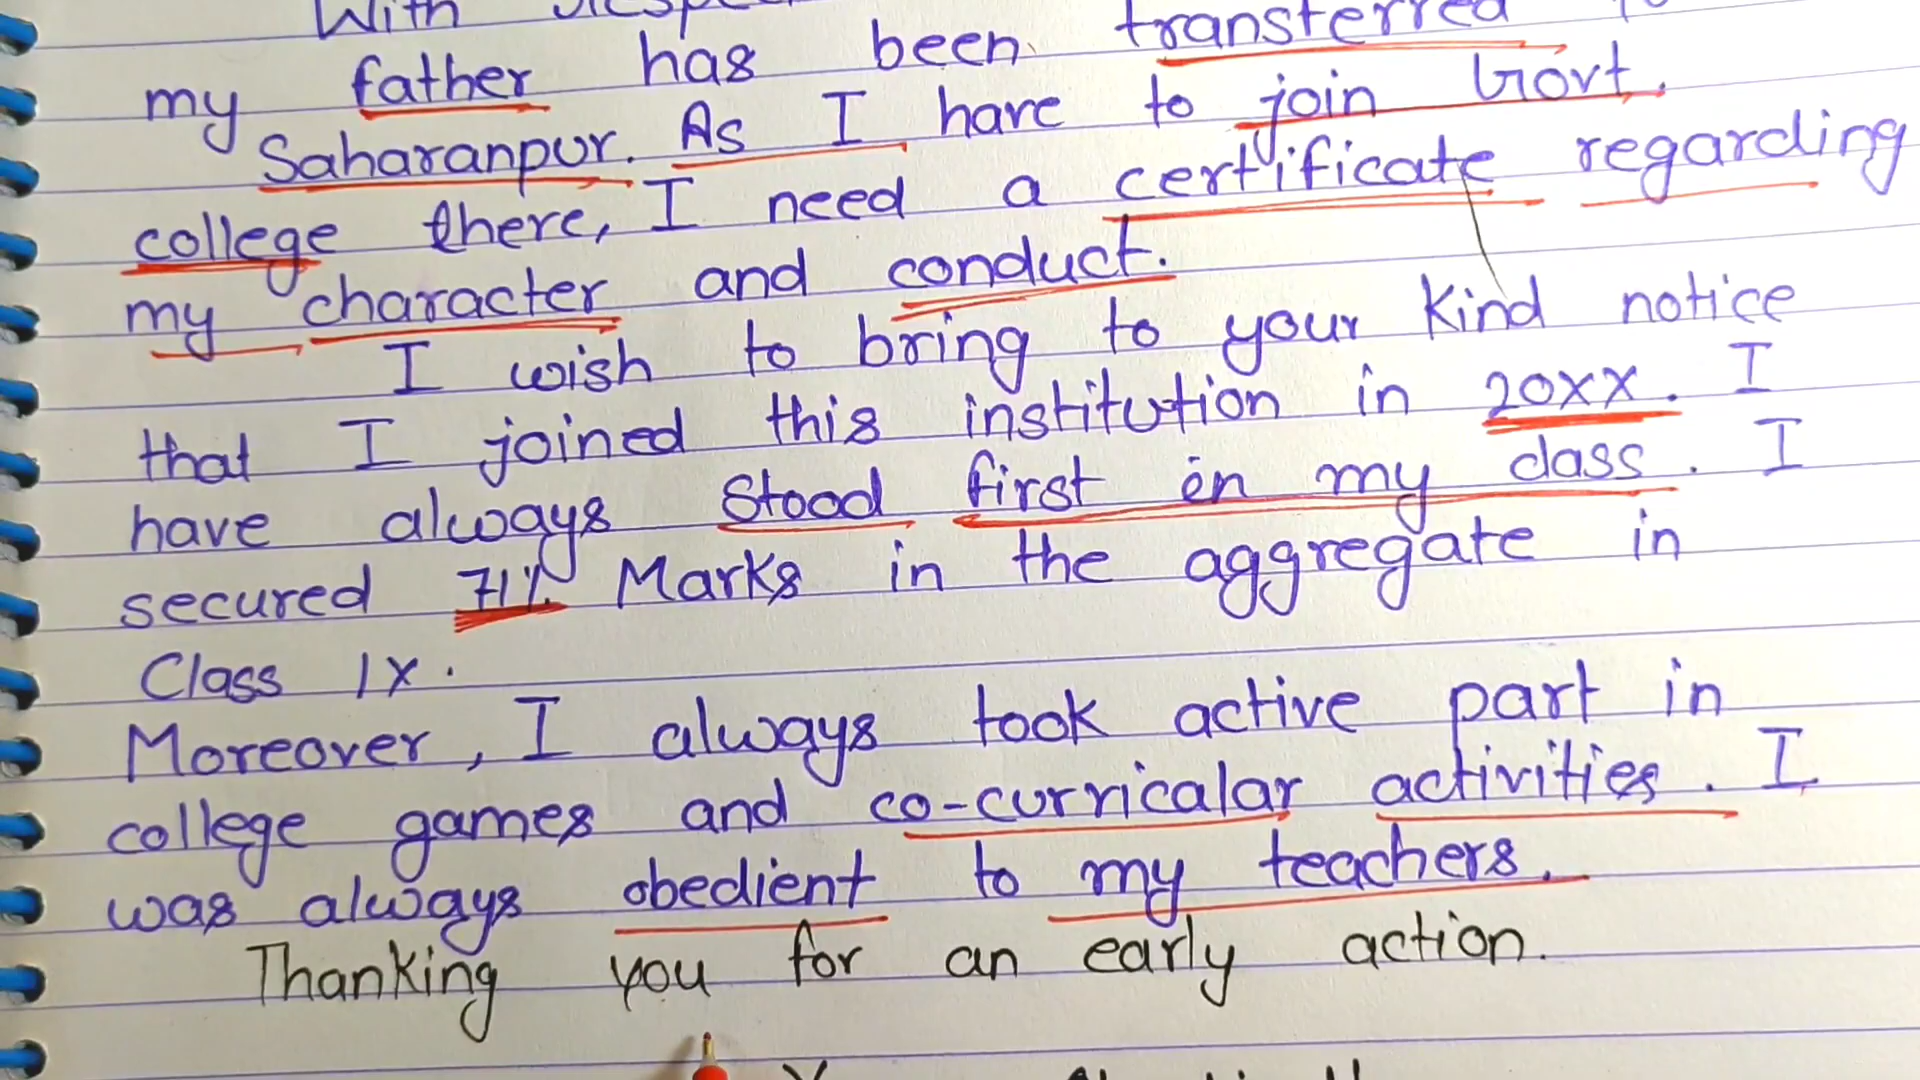 With
my father has been transferred
Saharanpur. As I have to join Govt.
college there, I need a certificate regarding
my character and conduct.
I wish to bring to your kind notice
that I joined this institution in 20XX. I
have always stood first in my class. I
secured 71% Marks in the aggregate in
Class IX.
Moreover, I always took active part in
college games and co-curricalar activities. I
was always obedient to my teachers.
Thanking you for an early action.